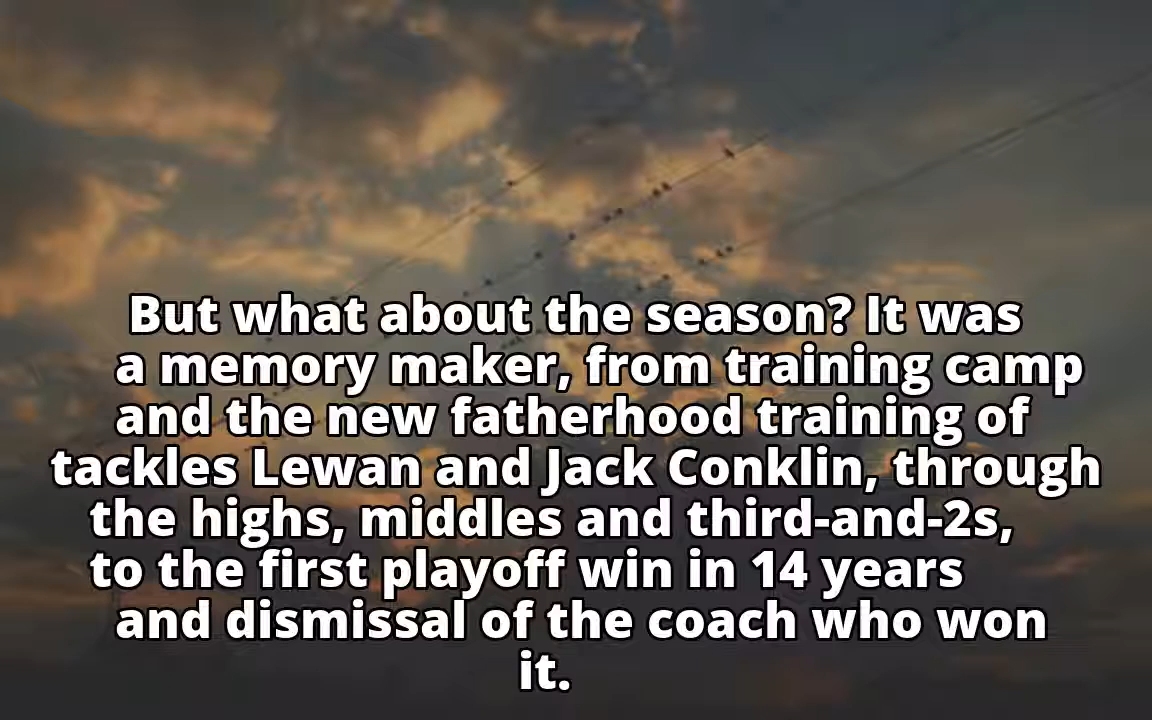 But what about the season? It was
a memory maker, from training camp
and the new fatherhood training of
tackles Lewan and Jack Conklin, through
the highs, middles and third-and-2s,
to the first playoff win in 14 years
and dismissal of the coach who won
it.